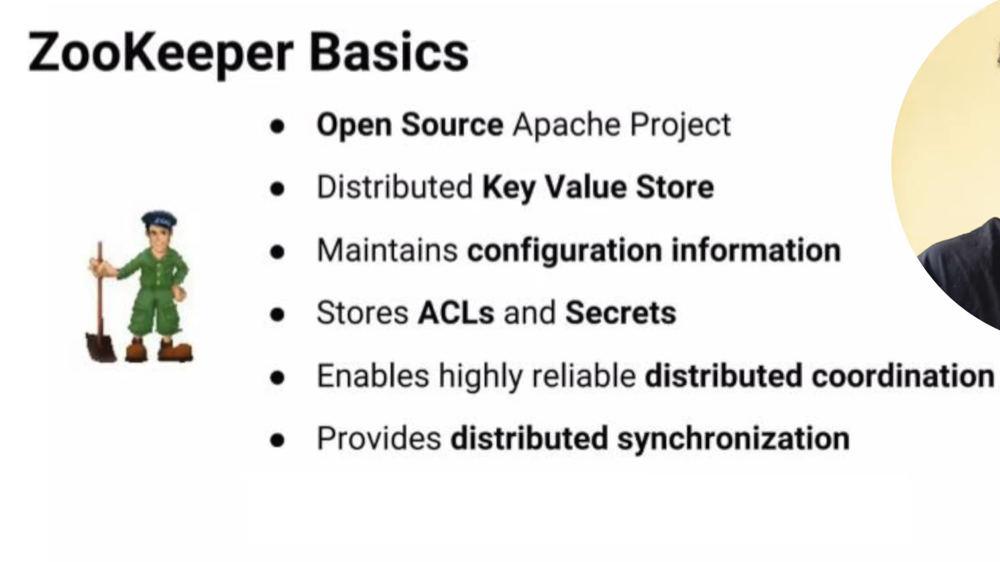 ZooKeeper Basics
● Open Source Apache Project
● Distributed Key Value Store
● Maintains configuration information
● Stores ACLs and Secrets
● Enables highly reliable distributed coordination
● Provides distributed synchronization